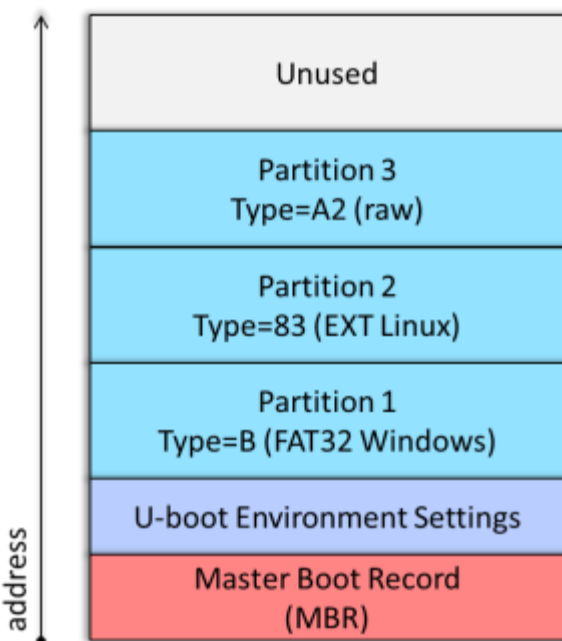 Unused
Partition 3
Type=A2 (raw)
Partition 2
Type=83 (EXT Linux)
Partition 1
Type=B (FAT32 Windows)
U-boot Environment Settings
Master Boot Record
(MBR)
address